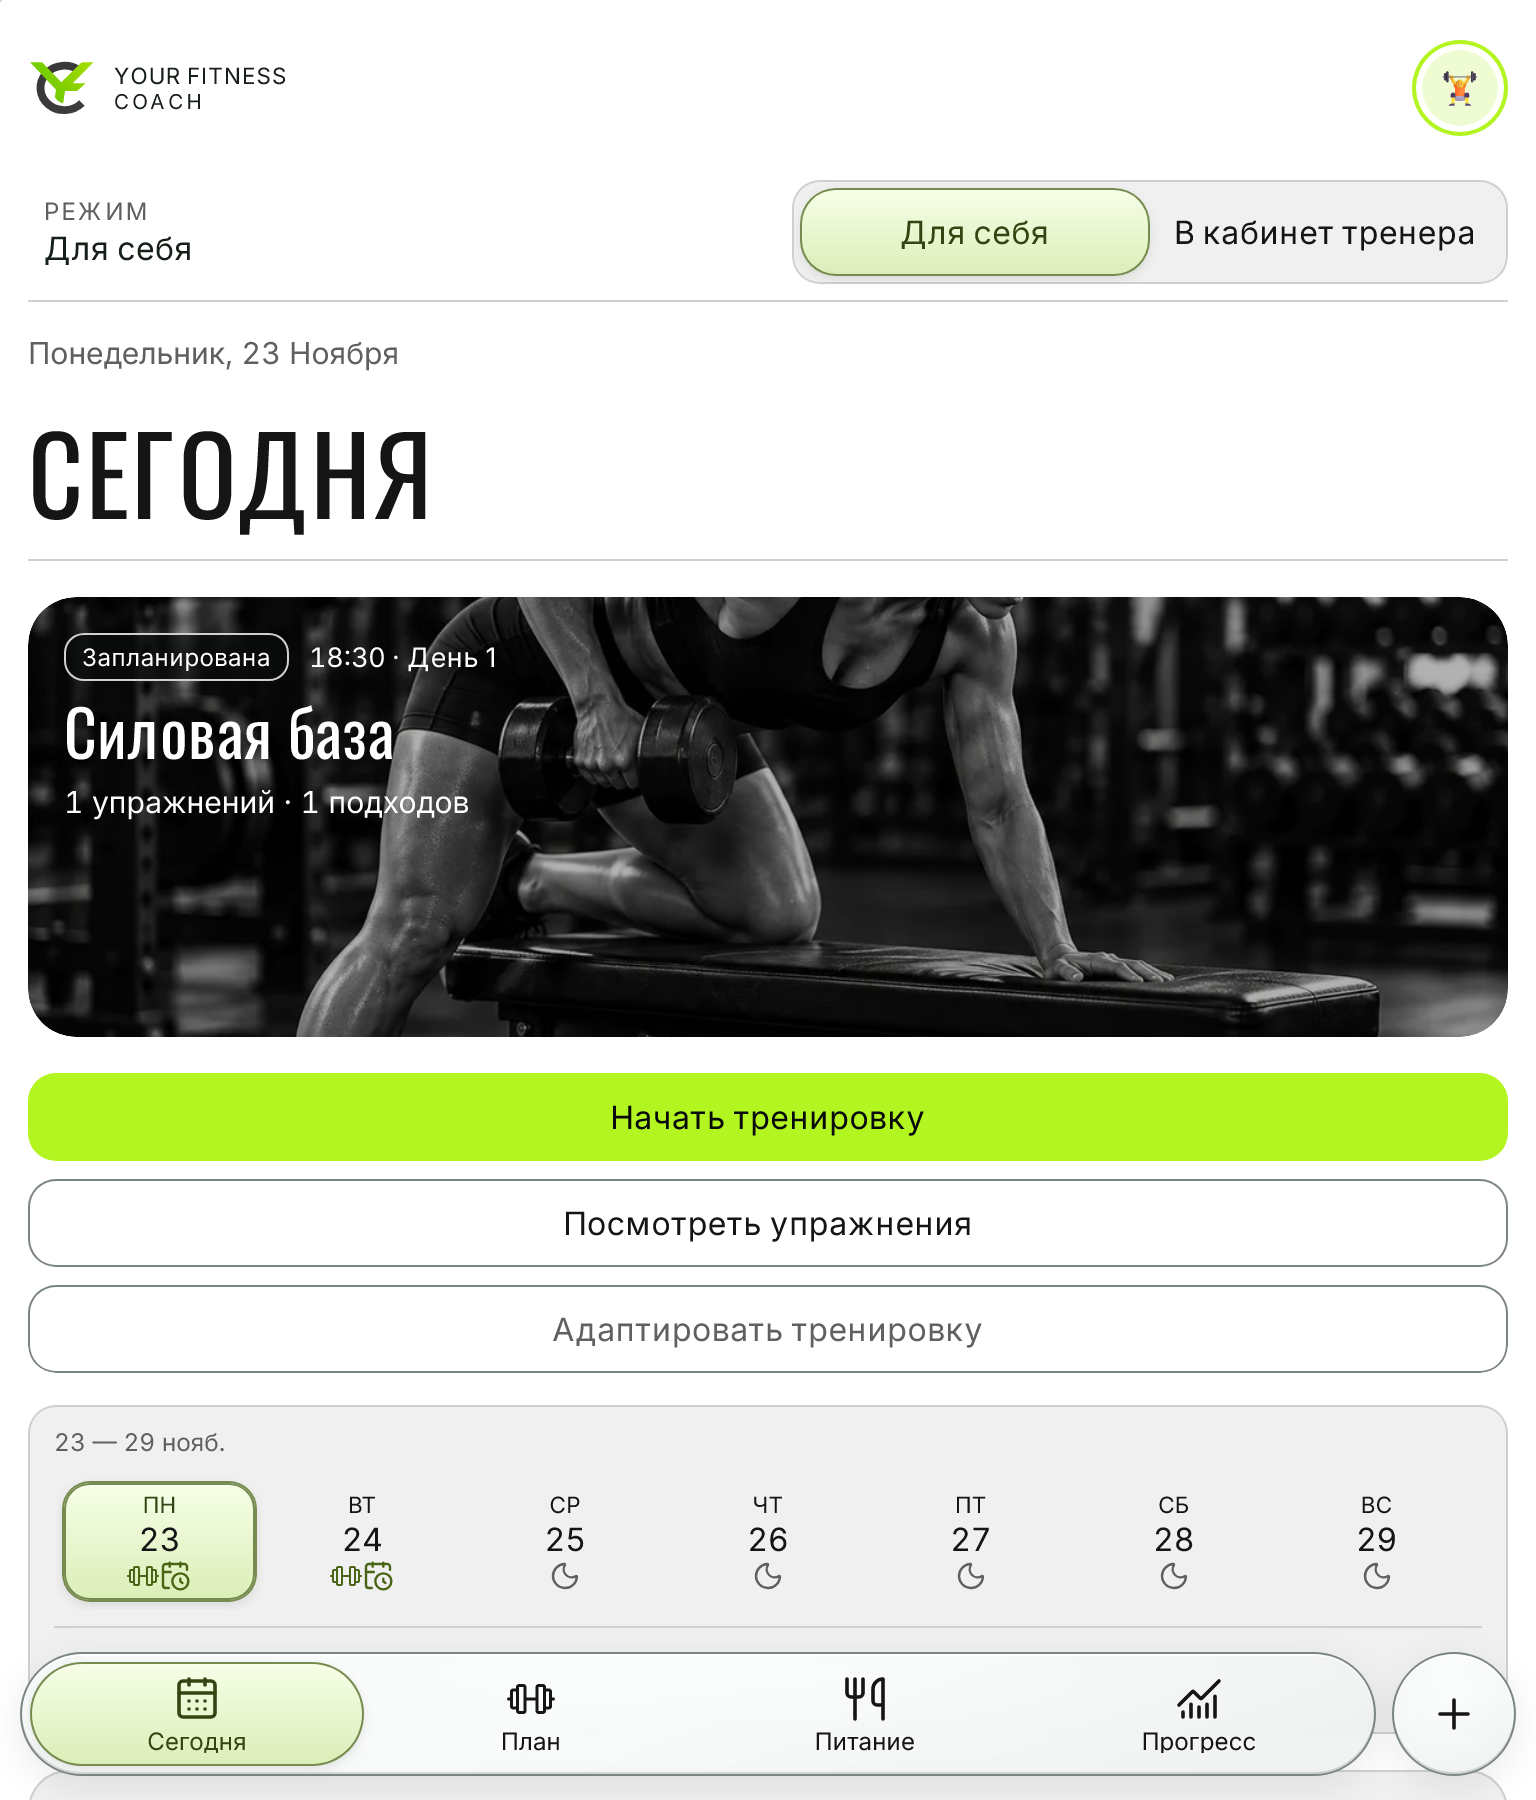 YOUR FITNESS
COACH
РЕЖИМ
Для себя
Для себя
В кабинет тренера
Понедельник, 23 Ноября
СЕГОДНЯ
Запланирована
18:30 · День 1
Силовая база
1 упражнений · 1 подходов
Начать тренировку
Посмотреть упражнения
Адаптировать тренировку
23 — 29 нояб.
ПН ВТ СР ЧТ ПТ СБ ВС
23 24 25 26 27 28 29
Сегодня План Питание Прогресс